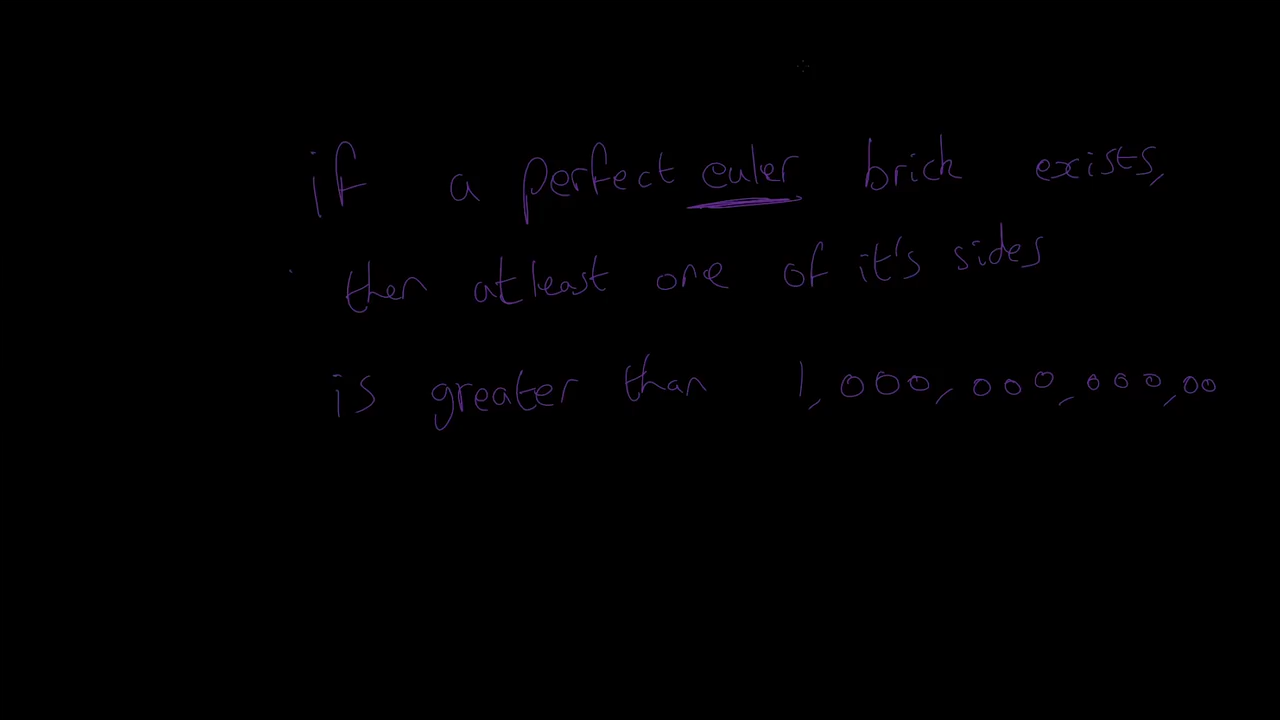 if a perfect euler brick exists,
then atleast one of it's sides
is greater than 1,000,000,000,00